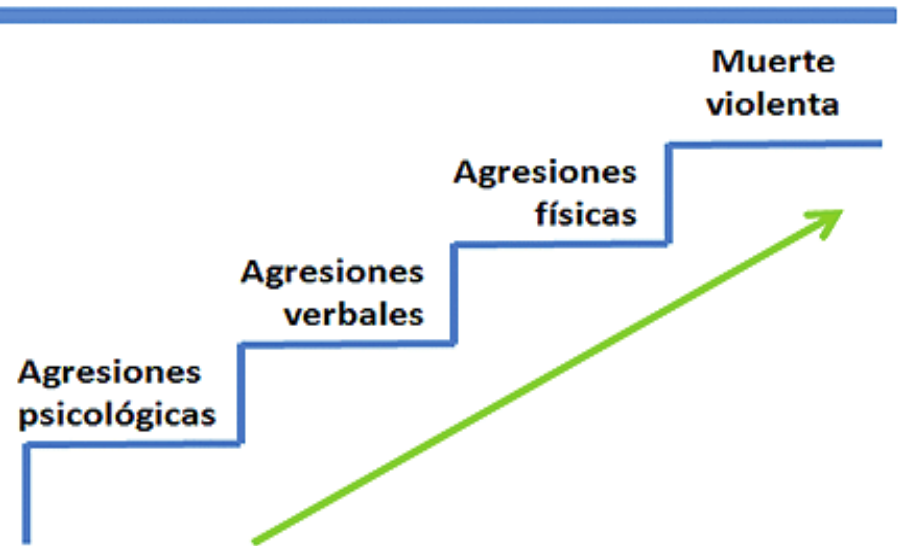 Muerte
violenta
Agresiones
físicas
Agresiones
verbales
Agresiones
psicológicas